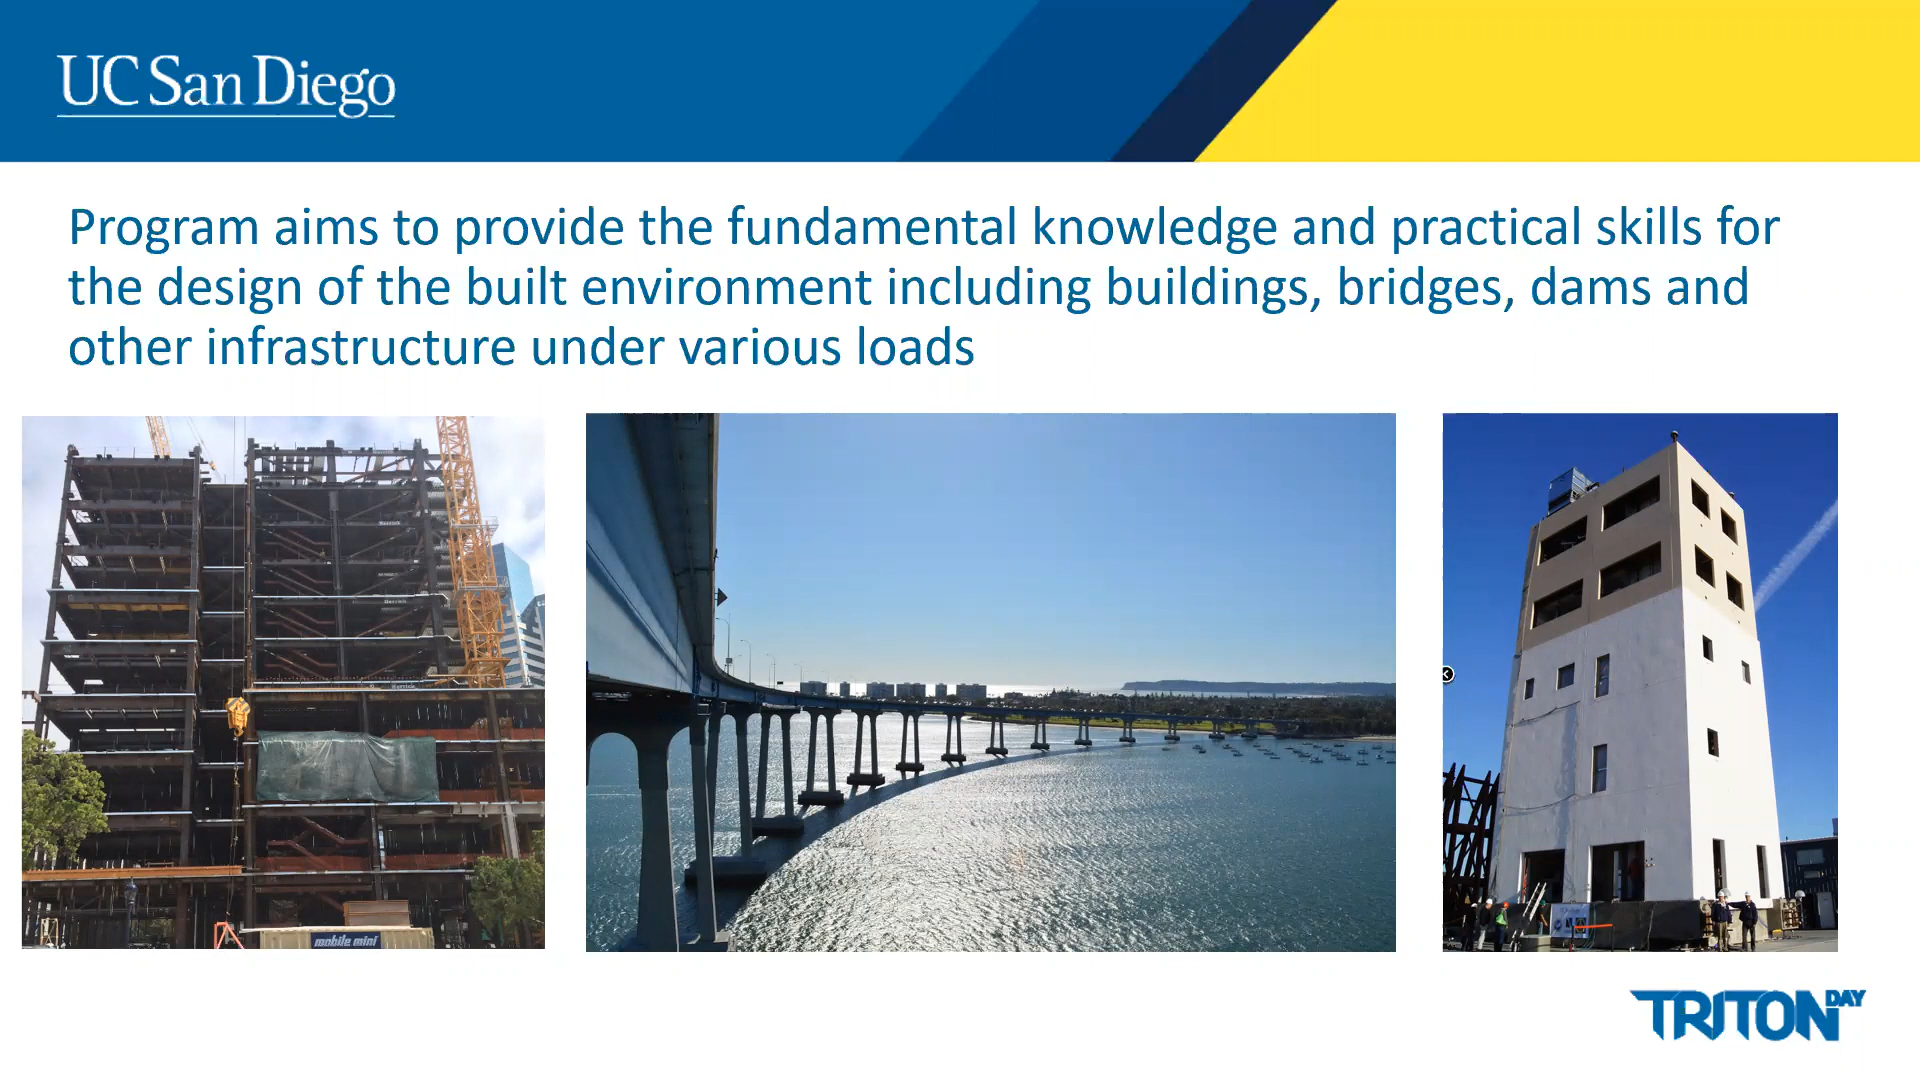 UC San Diego
Program aims to provide the fundamental knowledge and practical skills for
the design of the built environment including buildings, bridges, dams and
other infrastructure under various loads
mobile mini
TRITON DAY